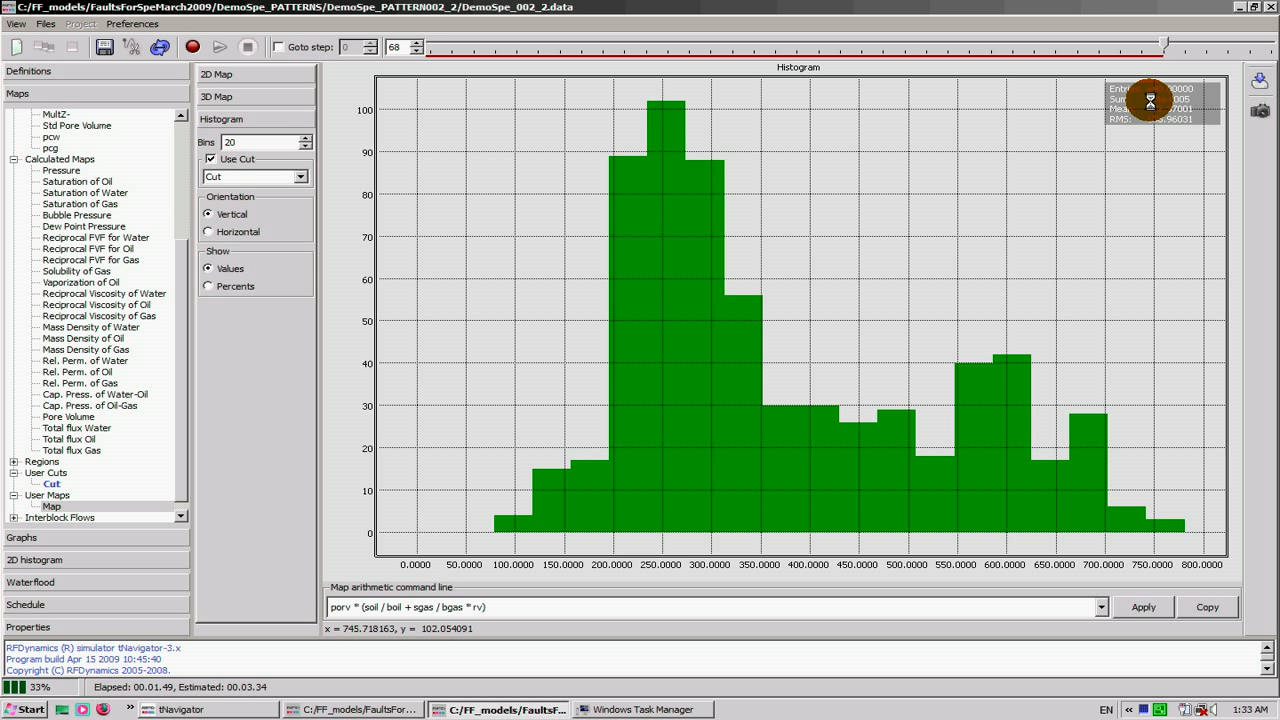 C:/FF_models/FaultsForSpeMarch2009/DemoSpe_PATTERNS/DemoSpe_PATTERN002_2/DemoSpe_002_2.data
View Files Project Preferences
Goto step: 0 68
Definitions
Maps
MultZ-
Std Pore Volume
pcw
pcg
Calculated Maps
Pressure
Saturation of Oil
Saturation of Water
Saturation of Gas
Bubble Pressure
Dew Point Pressure
Reciprocal FVF for Water
Reciprocal FVF for Oil
Reciprocal FVF for Gas
Solubility of Gas
Vaporization of Oil
Reciprocal Viscosity of Water
Reciprocal Viscosity of Oil
Reciprocal Viscosity of Gas
Mass Density of Water
Mass Density of Oil
Mass Density of Gas
Rel. Perm. of Water
Rel. Perm. of Oil
Rel. Perm. of Gas
Cap. Press. of Water-Oil
Cap. Press. of Oil-Gas
Pore Volume
Total flux Water
Total flux Oil
Total flux Gas
Regions
User Cuts
Cut
User Maps
Map
Interblock Flows
Graphs
2D histogram
Waterflood
Schedule
Properties
2D Map
3D Map
Histogram
Bins 20
Use Cut
Cut
Orientation
Vertical
Horizontal
Show
Values
Percents
Histogram
100
90
80
70
60
50
40
30
20
10
0
0.0000 50.0000 100.0000 150.0000 200.0000 250.0000 300.0000 350.0000 400.0000 450.0000 500.0000 550.0000 600.0000 650.0000 700.0000 750.0000 800.0000
RMS:
Map arithmetic command line
porv * (soil / boil + sgas / bgas * rv) Apply Copy
x = 745.718163, y = 102.054091
RFDynamics (R) simulator tNavigator-3.x
Program build Apr 15 2009 10:45:40
Copyright (C) RFDynamics 2005-2008.
33% Elapsed: 00.01.49, Estimated: 00.03.34
Start tNavigator C:/FF_models/FaultsFor... C:/FF_models/FaultsF... Windows Task Manager EN 1:33 AM